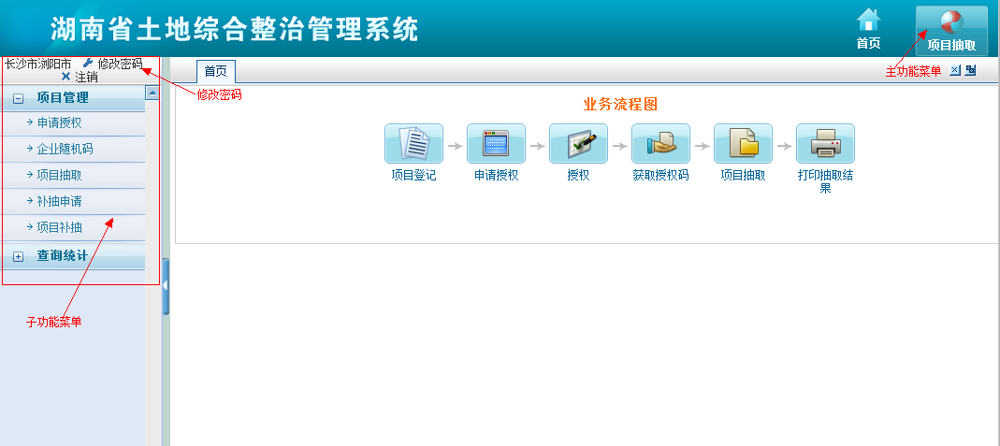 湖南省土地综合整治管理系统
首页
项目抽取
长沙市浏阳市 修改密码
注销
首页
主功能菜单
修改密码
项目管理
申请授权
企业随机码
项目抽取
补抽申请
项目补抽
查询统计
子功能菜单
业务流程图
项目登记
申请授权
授权
获取授权码
项目抽取
打印抽取结
果